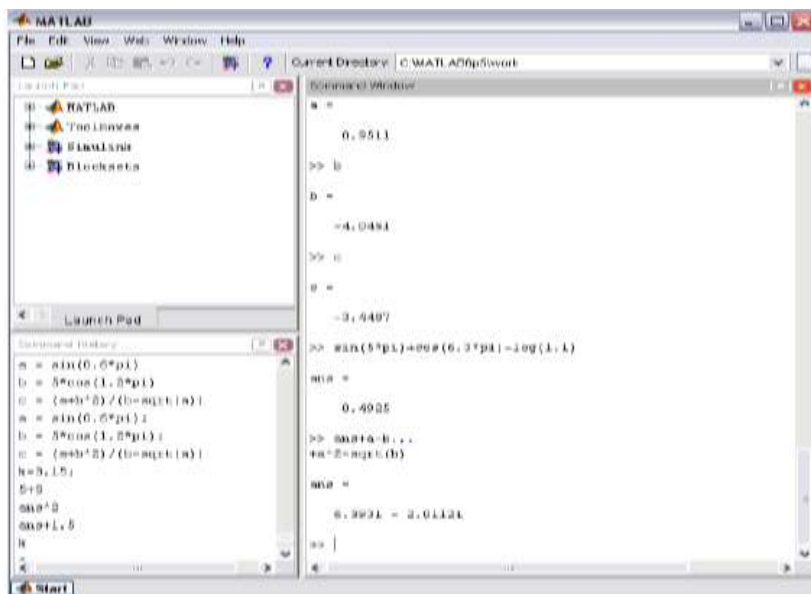 MATLAB
File Edit View Web Window Help
Current Directory: C:\MATLAB6p5\work
Launch Pad
MATLAB
Toolboxes
Simulink
Blocksets
Launch Pad
Command History
a = sin(0.6*pi)
b = 5*cos(1.2*pi)
c = (a+b^2)/(b-sqrt(a))
a = sin(0.6*pi);
b = 5*cos(1.2*pi);
c = (a+b^2)/(b-sqrt(a))
ans^2
ans+1.5
Command Window
a =
0.9511
>> b
b =
-4.0451
>> c
c =
-3.4487
>> sin(5*pi)+cos(6.3*pi)-log(1.1)
ans =
0.4925
>> ans+a-b...
+a^2-sqrt(b)
ans =
6.3931 - 2.0112i
>>
Start